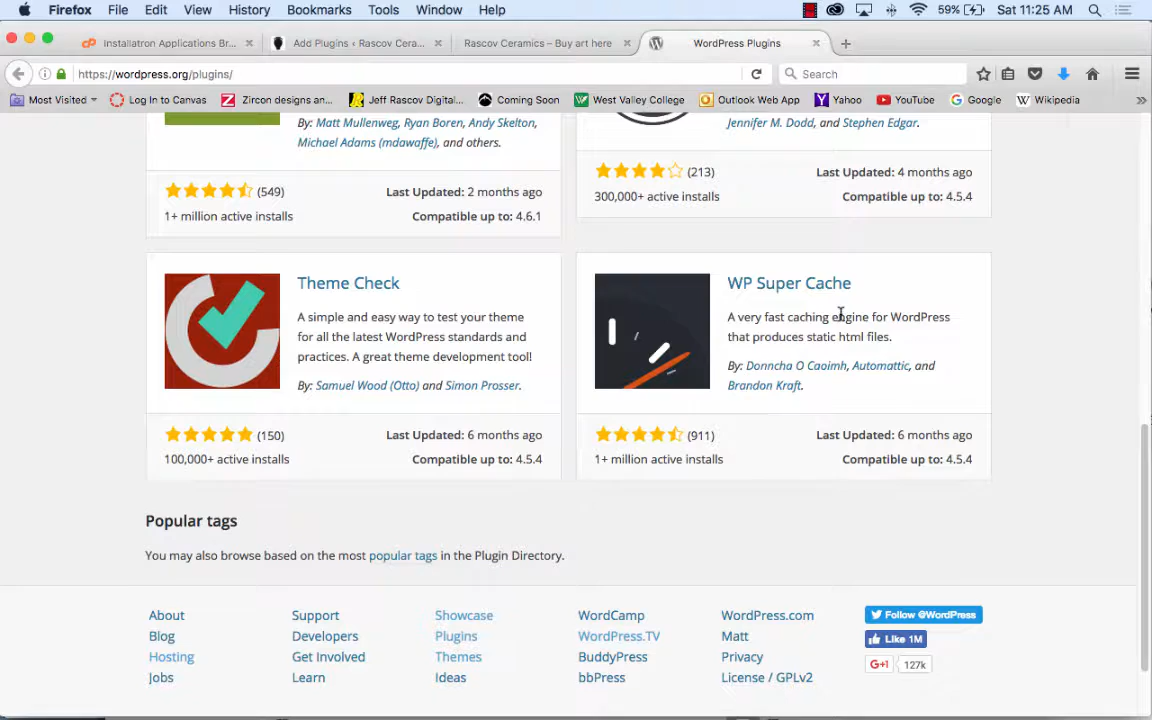 Firefox File Edit View History Bookmarks Tools Window Help 59% Sat 11:25 AM
cP Installatron Applications Br... × Add Plugins ‹ Rascov Cera... × Rascov Ceramics – Buy art here × WordPress Plugins × +
https://wordpress.org/plugins/ Search
Most Visited Log In to Canvas Zircon designs an... Jeff Rascov Digital... Coming Soon West Valley College Outlook Web App Yahoo YouTube Google Wikipedia »
By: Matt Mullenweg, Ryan Boren, Andy Skelton,
Michael Adams (mdawaffe), and others.
(549) Last Updated: 2 months ago
1+ million active installs Compatible up to: 4.6.1
Jennifer M. Dodd, and Stephen Edgar.
(213) Last Updated: 4 months ago
300,000+ active installs Compatible up to: 4.5.4
Theme Check
A simple and easy way to test your theme
for all the latest WordPress standards and
practices. A great theme development tool!
By: Samuel Wood (Otto) and Simon Prosser.
(150) Last Updated: 6 months ago
100,000+ active installs Compatible up to: 4.5.4
WP Super Cache
A very fast caching engine for WordPress
that produces static html files.
By: Donncha O Caoimh, Automattic, and
Brandon Kraft.
(911) Last Updated: 6 months ago
1+ million active installs Compatible up to: 4.5.4
Popular tags
You may also browse based on the most popular tags in the Plugin Directory.
About Support Showcase WordCamp WordPress.com Follow @WordPress
Blog Developers Plugins WordPress.TV Matt Like 1M
Hosting Get Involved Themes BuddyPress Privacy G+1 127k
Jobs Learn Ideas bbPress License / GPLv2